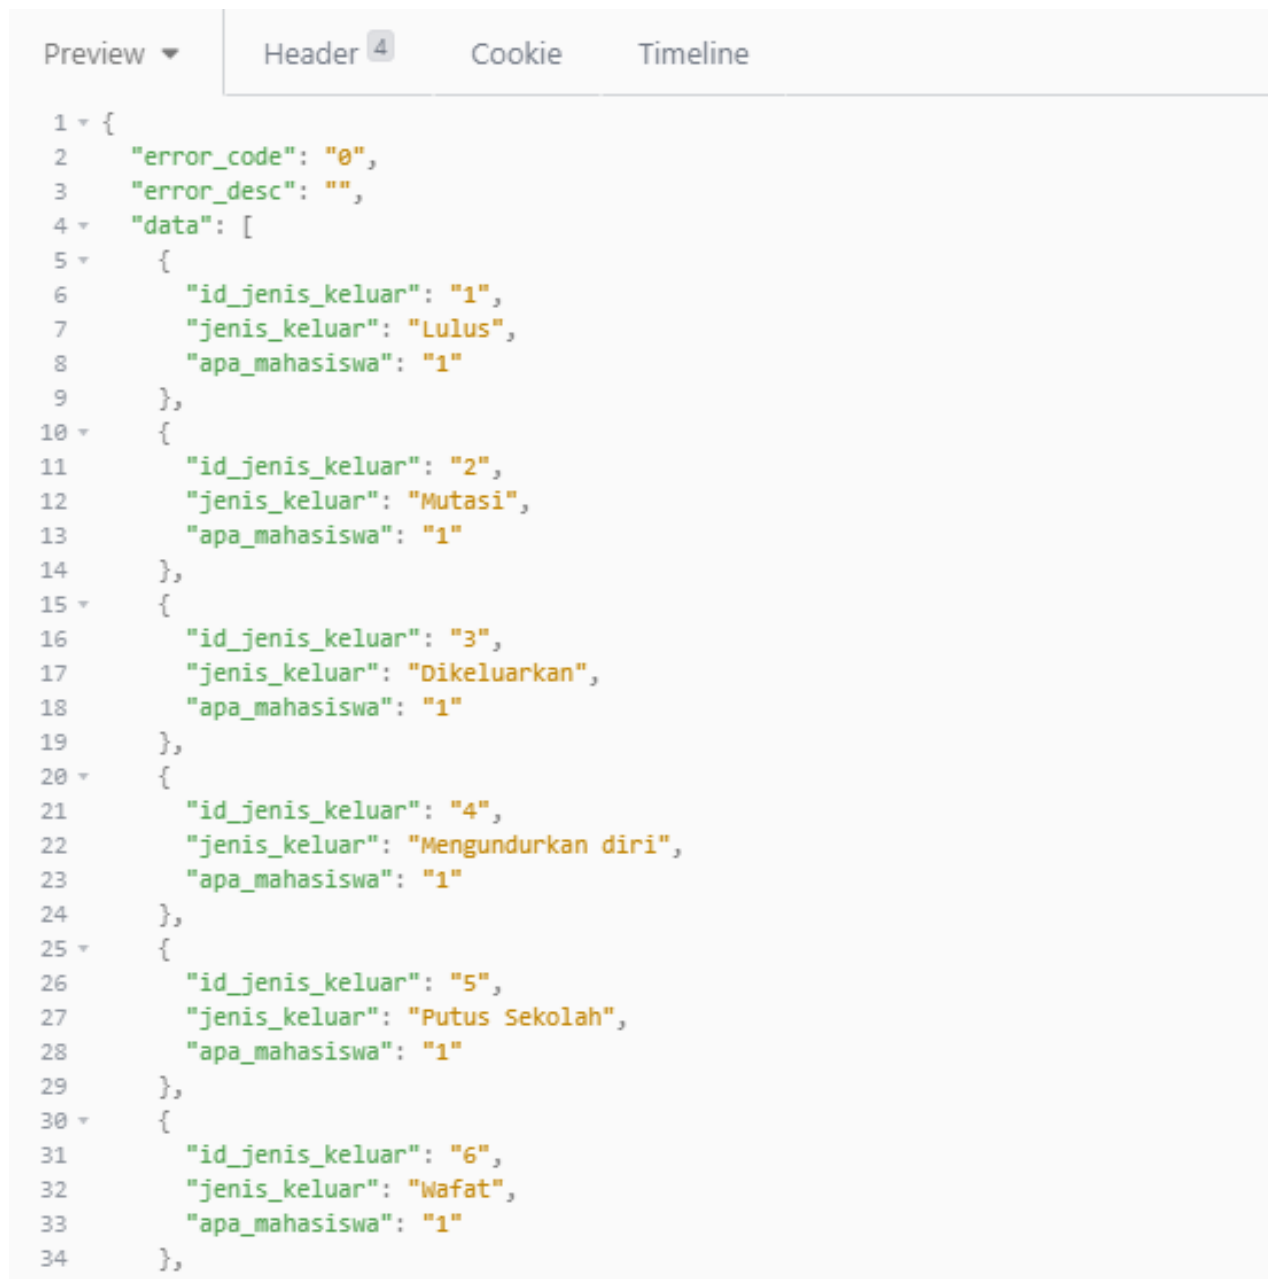 Preview Header 4 Cookie Timeline
1 {
2 "error_code": "0",
3 "error_desc": "",
4 "data": [
5 {
6 "id_jenis_keluar": "1",
7 "jenis_keluar": "Lulus",
8 "apa_mahasiswa": "1"
9 },
10 {
11 "id_jenis_keluar": "2",
12 "jenis_keluar": "Mutasi",
13 "apa_mahasiswa": "1"
14 },
15 {
16 "id_jenis_keluar": "3",
17 "jenis_keluar": "Dikeluarkan",
18 "apa_mahasiswa": "1"
19 },
20 {
21 "id_jenis_keluar": "4",
22 "jenis_keluar": "Mengundurkan diri",
23 "apa_mahasiswa": "1"
24 },
25 {
26 "id_jenis_keluar": "5",
27 "jenis_keluar": "Putus Sekolah",
28 "apa_mahasiswa": "1"
29 },
30 {
31 "id_jenis_keluar": "6",
32 "jenis_keluar": "Wafat",
33 "apa_mahasiswa": "1"
34 },